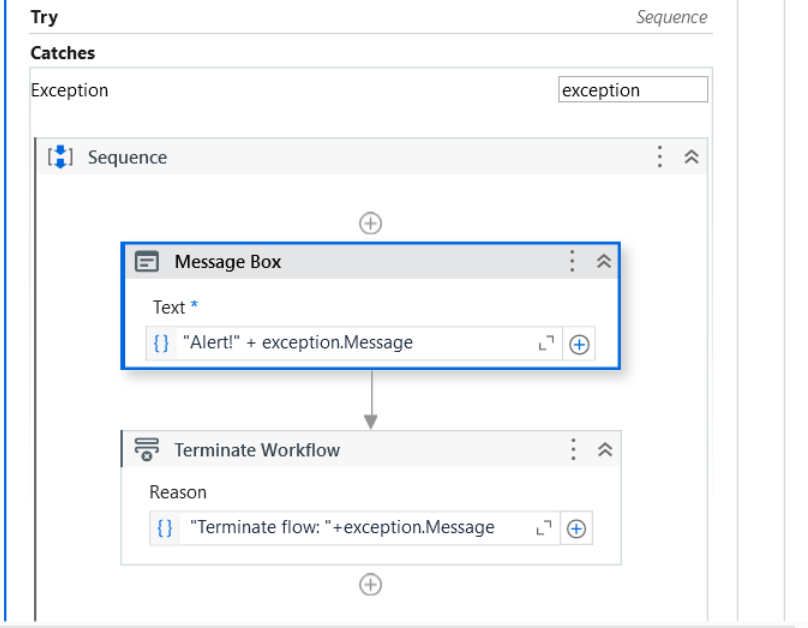 Try Sequence
Catches
Exception exception
Sequence
Message Box
Text *
{} "Alert!" + exception.Message
Terminate Workflow
Reason
{} "Terminate flow: "+exception.Message